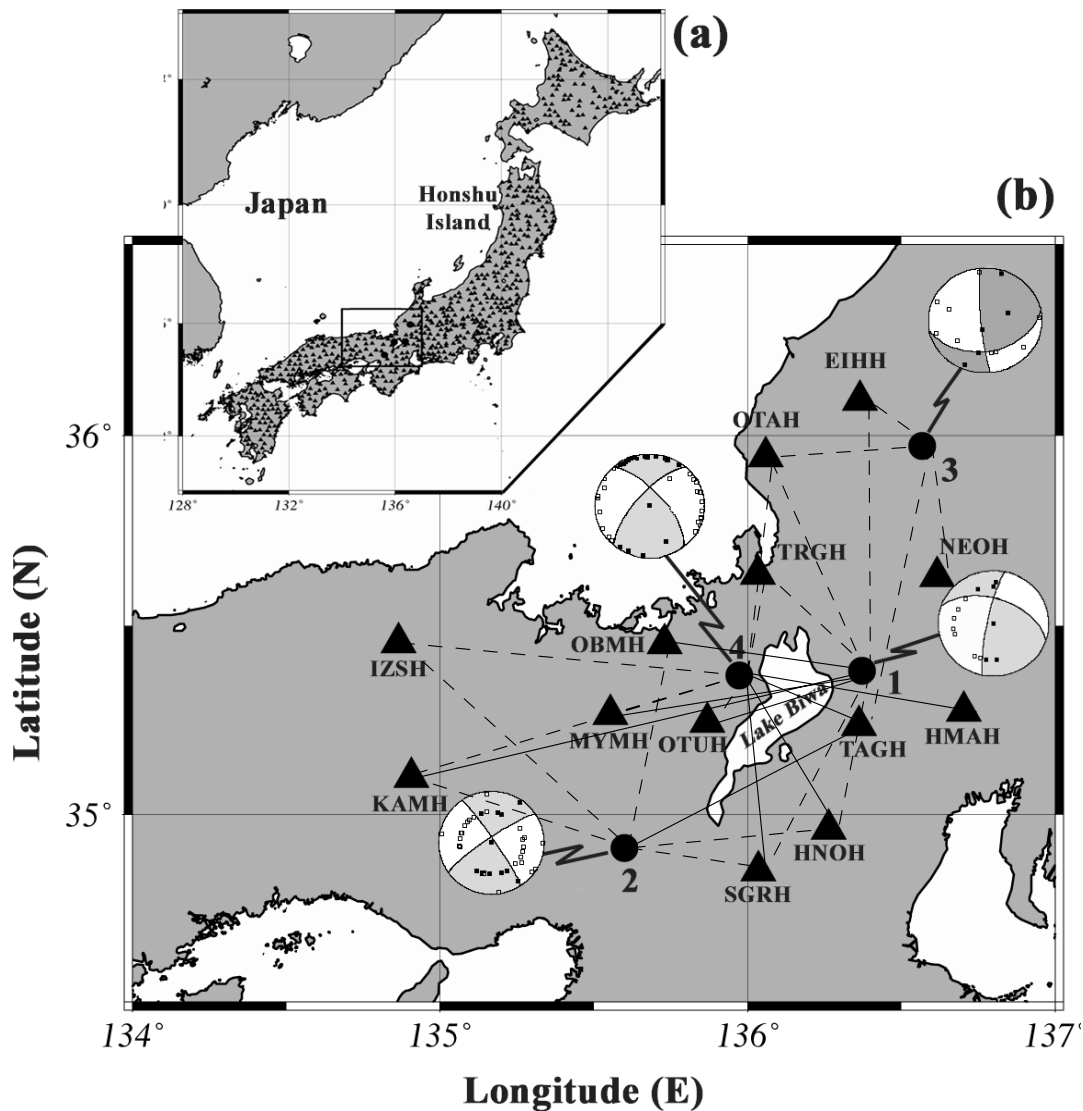 (a)
Japan
Honshu
Island
128° 132° 136° 140°
(b)
EIHH
OTAH
36°
3
TRGH
NEOH
OBMH
4
IZSH
1
Lake Biwa
MYMH
OTUH
TAGH
HMAH
KAMH
35°
HNOH
2
SGRH
134° 135° 136° 137°
Latitude (N)
Longitude (E)